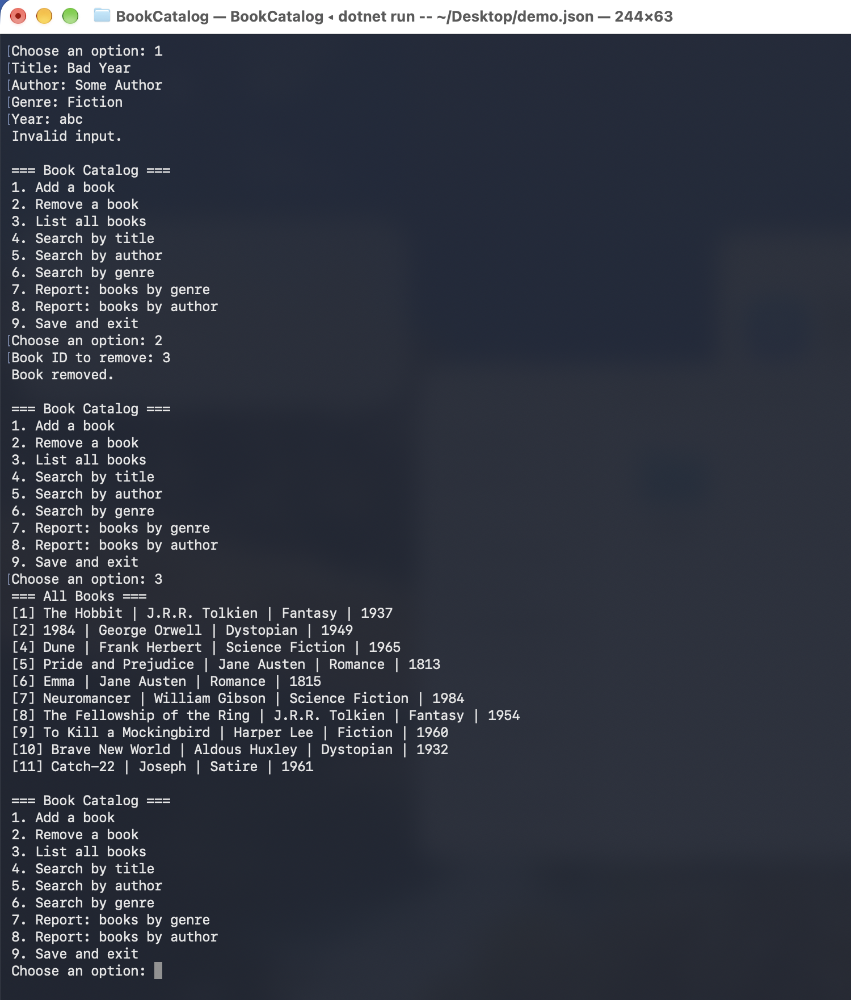 BookCatalog — BookCatalog ◂ dotnet run -- ~/Desktop/demo.json — 244×63
[Choose an option: 1
[Title: Bad Year
[Author: Some Author
[Genre: Fiction
[Year: abc
Invalid input.
=== Book Catalog ===
1. Add a book
2. Remove a book
3. List all books
4. Search by title
5. Search by author
6. Search by genre
7. Report: books by genre
8. Report: books by author
9. Save and exit
[Choose an option: 2
[Book ID to remove: 3
Book removed.
=== Book Catalog ===
1. Add a book
2. Remove a book
3. List all books
4. Search by title
5. Search by author
6. Search by genre
7. Report: books by genre
8. Report: books by author
9. Save and exit
[Choose an option: 3
=== All Books ===
[1] The Hobbit | J.R.R. Tolkien | Fantasy | 1937
[2] 1984 | George Orwell | Dystopian | 1949
[4] Dune | Frank Herbert | Science Fiction | 1965
[5] Pride and Prejudice | Jane Austen | Romance | 1813
[6] Emma | Jane Austen | Romance | 1815
[7] Neuromancer | William Gibson | Science Fiction | 1984
[8] The Fellowship of the Ring | J.R.R. Tolkien | Fantasy | 1954
[9] To Kill a Mockingbird | Harper Lee | Fiction | 1960
[10] Brave New World | Aldous Huxley | Dystopian | 1932
[11] Catch-22 | Joseph | Satire | 1961
=== Book Catalog ===
1. Add a book
2. Remove a book
3. List all books
4. Search by title
5. Search by author
6. Search by genre
7. Report: books by genre
8. Report: books by author
9. Save and exit
Choose an option: